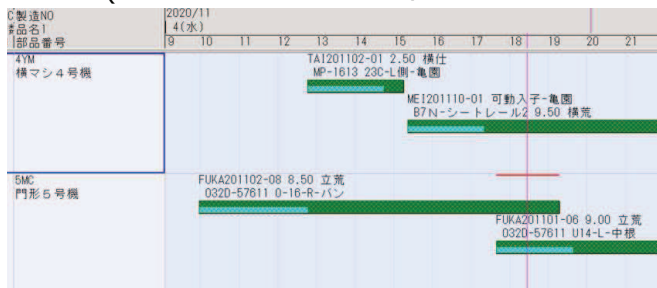 C製造NO
品名1
部品番号
2020/11
4(水)
9 10 11 12 13 14 15 16 17 18 19 20 21
4YM
横マシ4号機
TAI201102-01 2.50 横仕
MP-1613 23C-L側-亀園
MEI201110-01 可動入子-亀園
B7N-シートレール2 9.50 横荒
5MC
門形5号機
FUKA201102-08 8.50 立荒
032D-57611 0-16-R-バン
FUKA201101-06 9.00 立荒
032D-57611 U14-L-中根